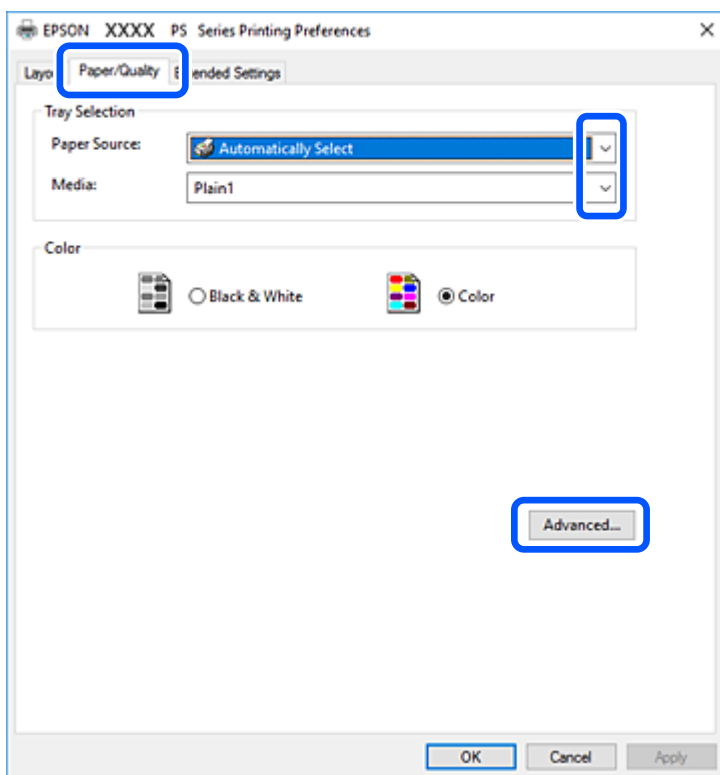 EPSON XXXX PS Series Printing Preferences
Paper/Quality Settings
Tray Selection
Paper Source: Automatically Select
Media: Plain1
Color
Black & White Color
Advanced...
OK Cancel Apply